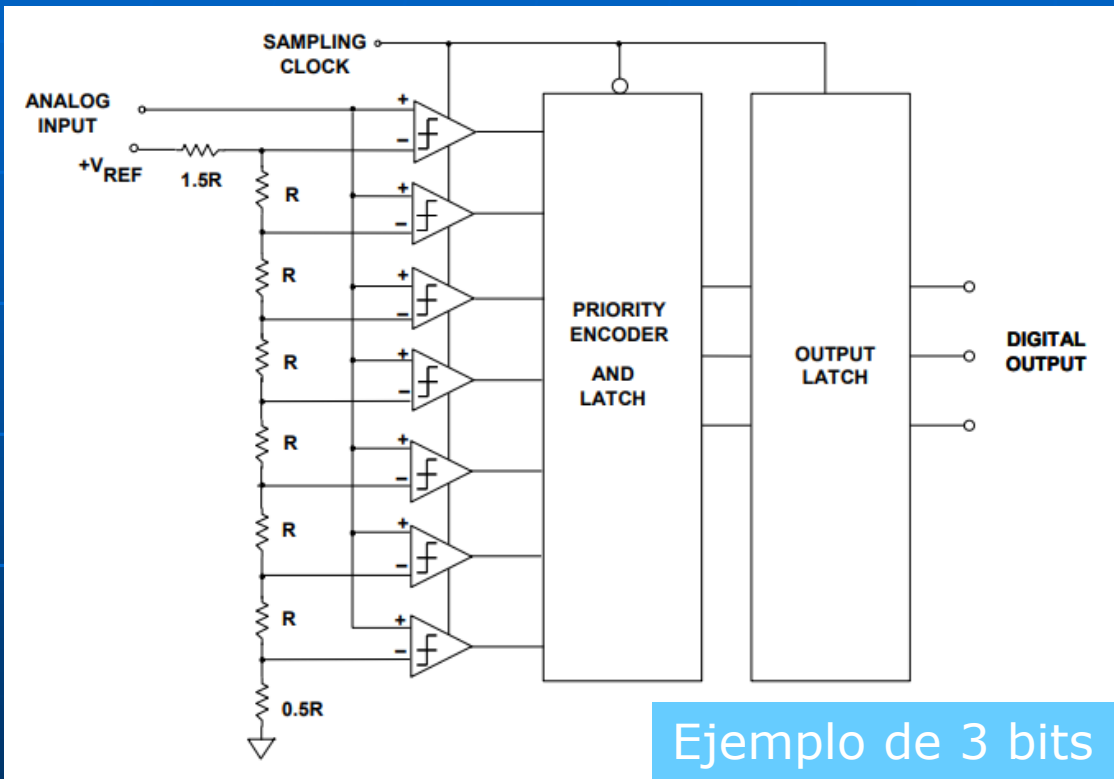 SAMPLING
CLOCK
ANALOG
INPUT
+VREF
1.5R
+
−
R
+
−
R
+
−
R
+
−
R
+
−
R
+
−
R
+
−
0.5R
PRIORITY
ENCODER
AND
LATCH
OUTPUT
LATCH
DIGITAL
OUTPUT
Ejemplo de 3 bits